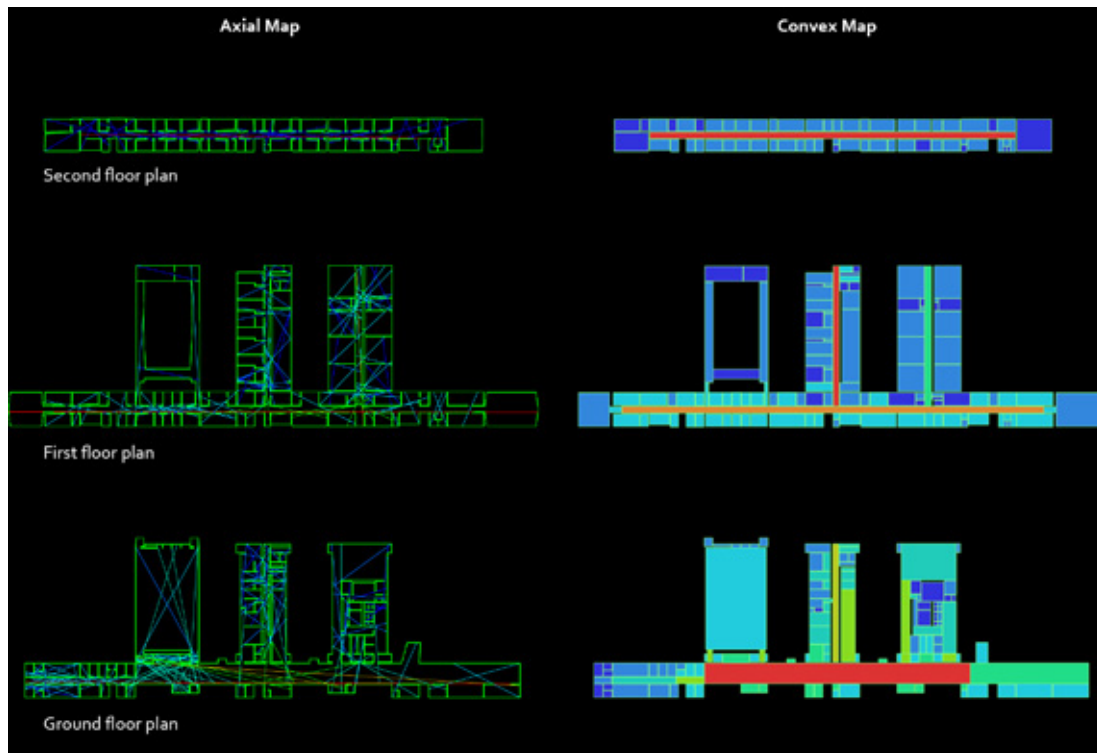 Axial Map
Convex Map
Second floor plan
First floor plan
Ground floor plan